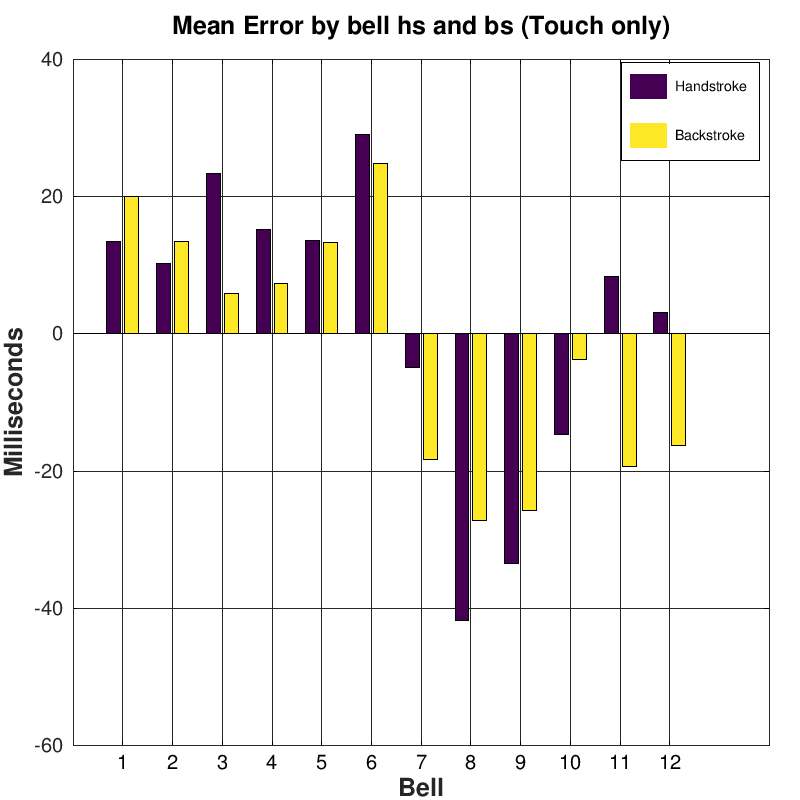 Mean Error by bell hs and bs (Touch only)
Handstroke
Backstroke
40
20
0
-20
-40
-60
Milliseconds
1 2 3 4 5 6 7 8 9 10 11 12
Bell